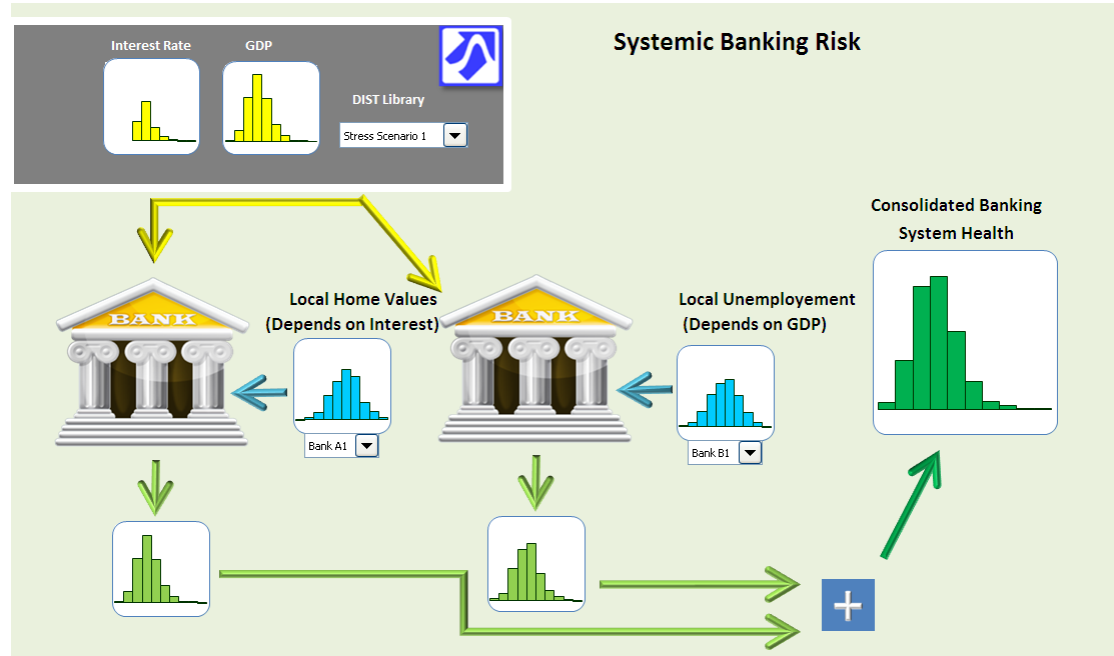 Systemic Banking Risk
Interest Rate
GDP
DIST Library
Stress Scenario 1
Consolidated Banking
System Health
BANK
Local Home Values
(Depends on Interest)
Bank A1
BANK
Local Unemployement
(Depends on GDP)
Bank B1
+